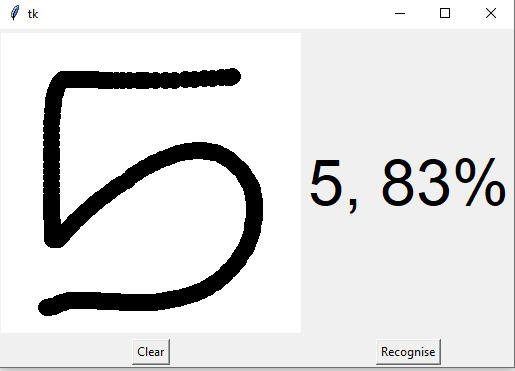 tk
5
5, 83%
Clear
Recognise